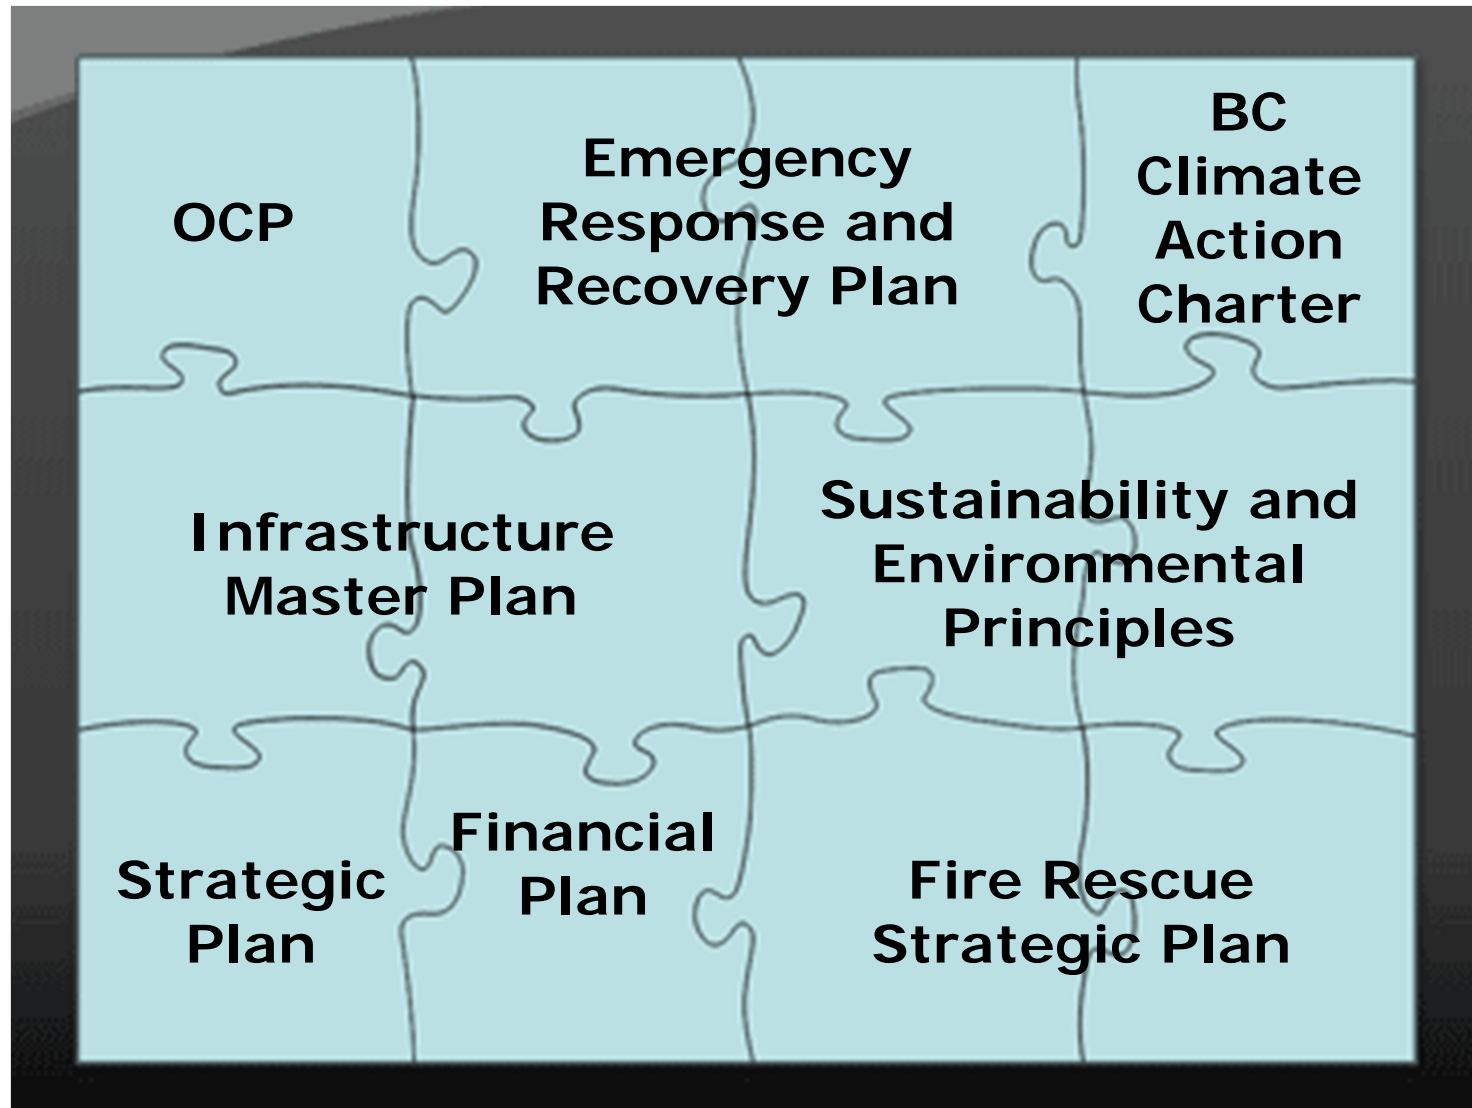 OCP
Emergency
Response and
Recovery Plan
BC
Climate
Action
Charter
Infrastructure
Master Plan
Sustainability and
Environmental
Principles
Strategic
Plan
Financial
Plan
Fire Rescue
Strategic Plan